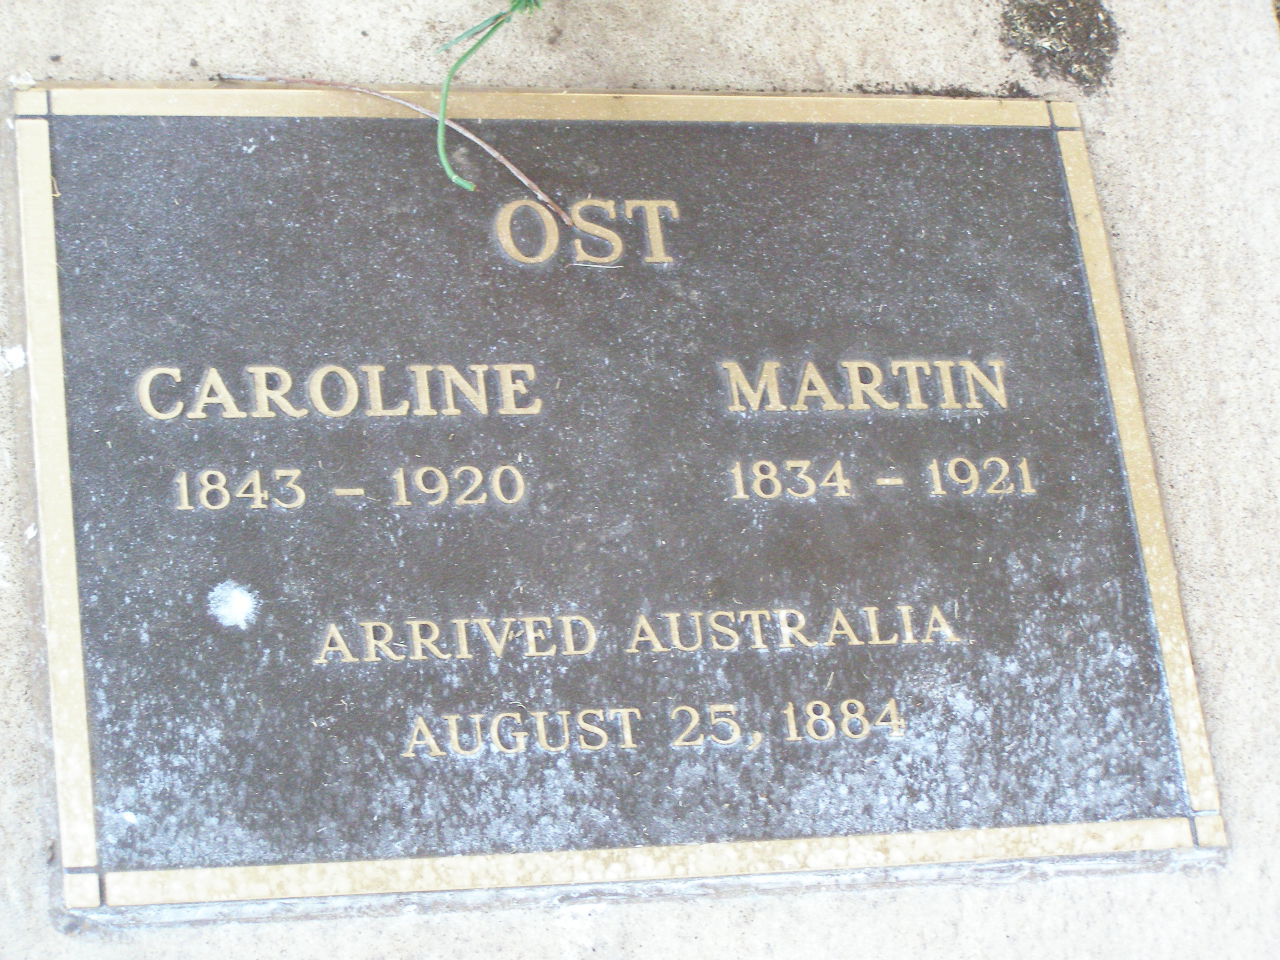 OST
CAROLINE MARTIN
1843 – 1920 1834 – 1921
ARRIVED AUSTRALIA
AUGUST 25, 1884